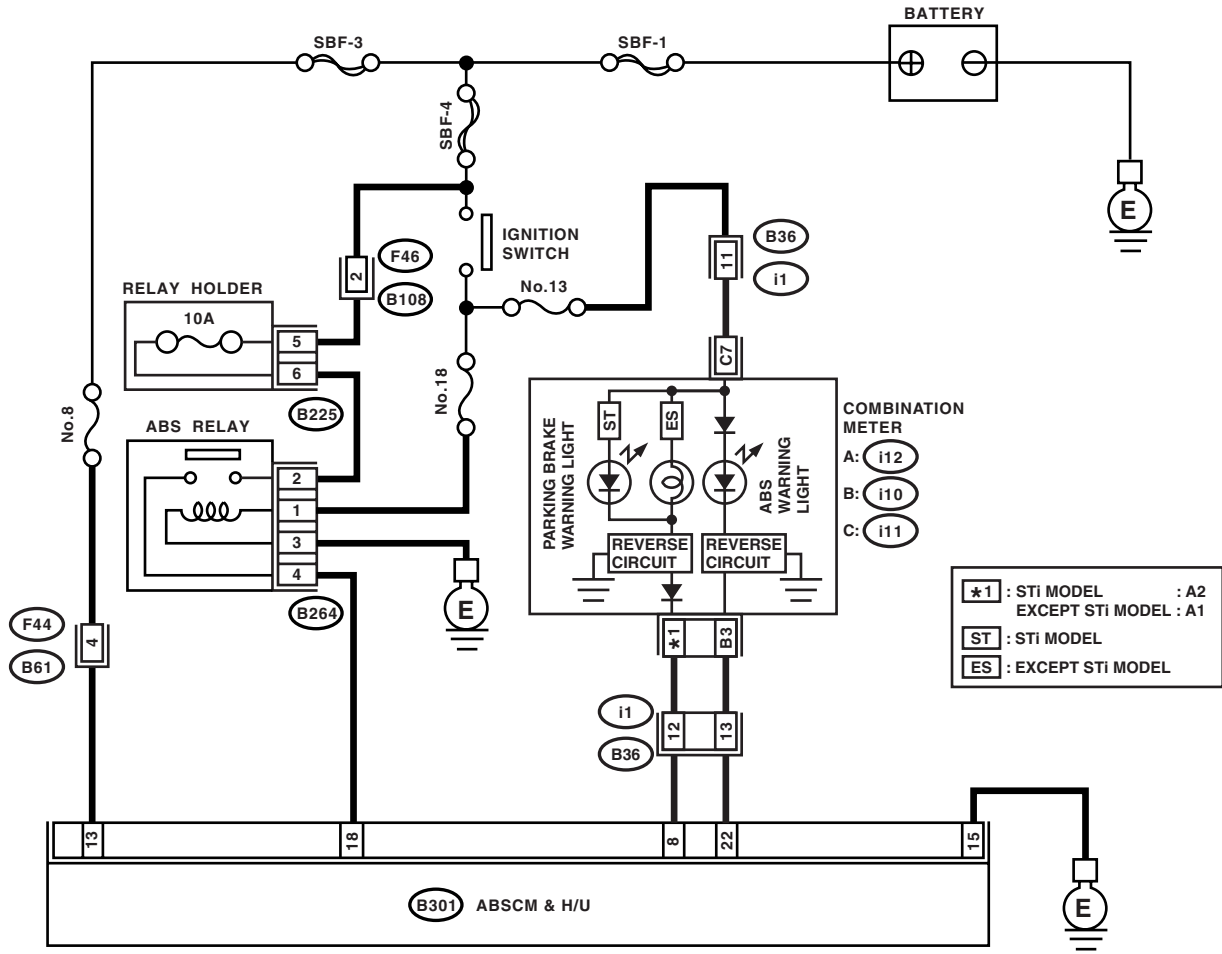 BATTERY
SBF-3
SBF-1
SBF-4
E
IGNITION
SWITCH
F46
B36
2
11
i1
No.13
B108
RELAY HOLDER
10A
5
6
C7
No.18
B225
No.8
ABS RELAY
2
1
3
4
B264
E
ST
ES
PARKING BRAKE
WARNING LIGHT
ABS
WARNING
LIGHT
REVERSE
CIRCUIT
REVERSE
CIRCUIT
COMBINATION
METER
A: i12
B: i10
C: i11
*1 : STi MODEL : A2
EXCEPT STi MODEL : A1
ST : STi MODEL
ES : EXCEPT STi MODEL
F44
4
B61
*1
B3
i1
12
13
B36
13
18
8
22
15
B301 ABSCM & H/U
E